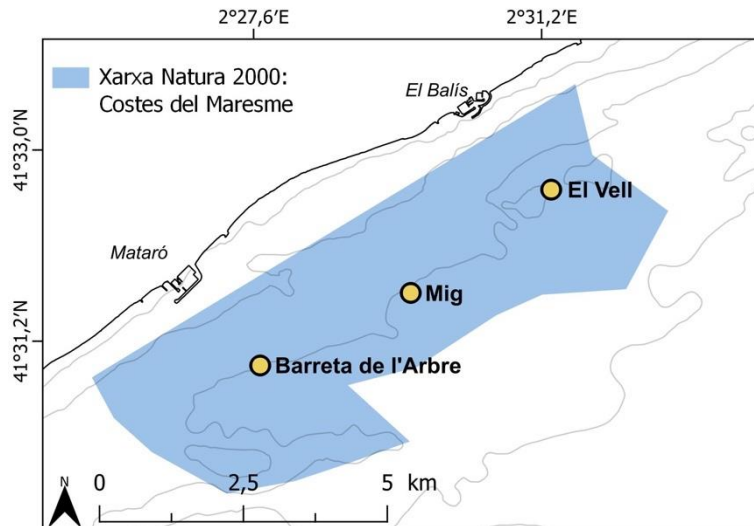 2°27,6′E
2°31,2′E
Xarxa Natura 2000:
Costes del Maresme
El Balís
41°33,0′N
El Vell
Mataró
Mig
41°31,2′N
Barreta de l'Arbre
N
0
2,5
5
km